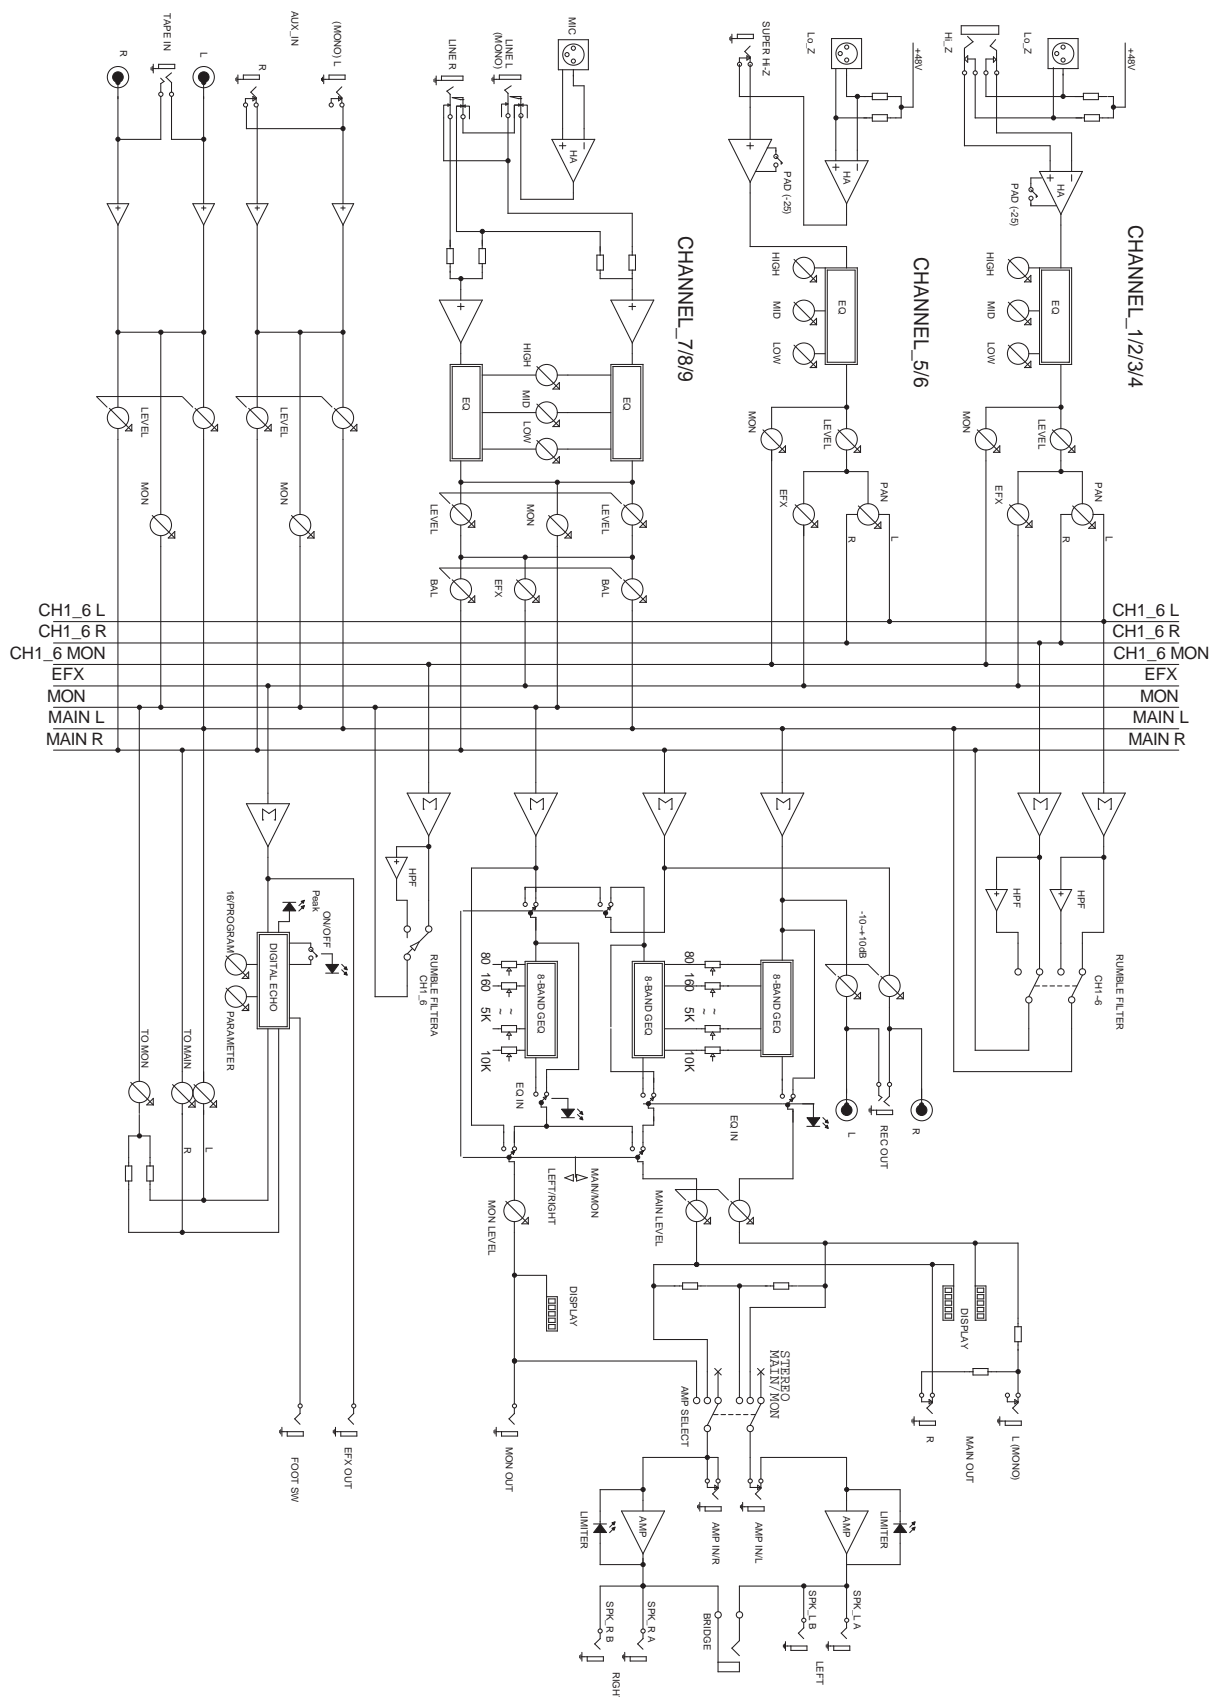 +48V
Lo_Z
Hi_Z
HA
PAD (-25)
CHANNEL_1/2/3/4
HIGH
MID
LOW
EQ
MON
LEVEL
EFX
PAN
R
L
SUPER Hi-Z
Lo_Z
+48V
HA
PAD (-25)
CHANNEL_5/6
HIGH
MID
LOW
EQ
MON
LEVEL
EFX
PAN
R
L
MIC
LINE L
(MONO)
LINE R
HA
CHANNEL_7/8/9
HIGH
MID
LOW
EQ
EQ
LEVEL
MON
LEVEL
BAL
EFX
BAL
AUX_IN
(MONO) L
R
LEVEL
MON
TAPE IN
L
R
LEVEL
MON
CH1_6 L
CH1_6 R
CH1_6 MON
EFX
MON
MAIN L
MAIN R
CH1_6 L
CH1_6 R
CH1_6 MON
EFX
MON
MAIN L
MAIN R
Σ
Σ
Σ
Σ
Σ
Σ
Σ
HPF
HPF
RUMBLE FILTER
CH1~6
HPF
RUMBLE FILTERA
CH1_6
-10~+10dB
L
REC OUT
R
8-BAND GEQ
8-BAND GEQ
8-BAND GEQ
80
160
~
~
5K
10K
80
160
~
~
5K
10K
EQ IN
EQ IN
MAIN/MON
LEFT/RIGHT
MON LEVEL
MAIN LEVEL
DISPLAY
DISPLAY
Peak
ON/OFF
16/PROGRAM
DIGITAL ECHO
PARAMETER
TO MON
TO MAIN
R
L
FOOT SW
EFX OUT
MON OUT
STEREO
MAIN/MON
AMP SELECT
AMP IN/R
AMP IN/L
MAIN OUT
R
L (MONO)
LIMITER
AMP
AMP
LIMITER
SPK_R B
SPK_R A
BRIDGE
SPK_L B
SPK_L A
RIGHT
LEFT